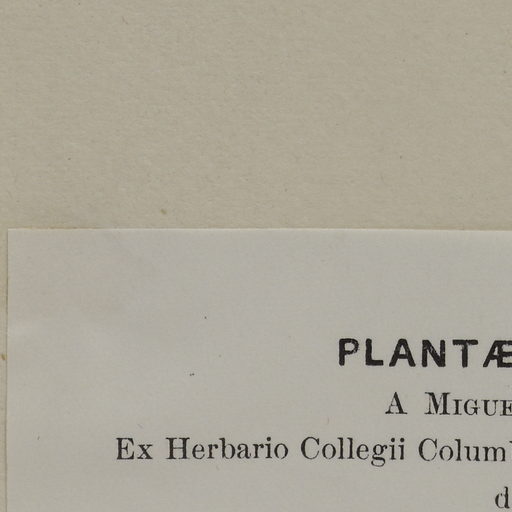 PLANTÆ
A MIGUE
Ex Herbario Collegii Colum
d